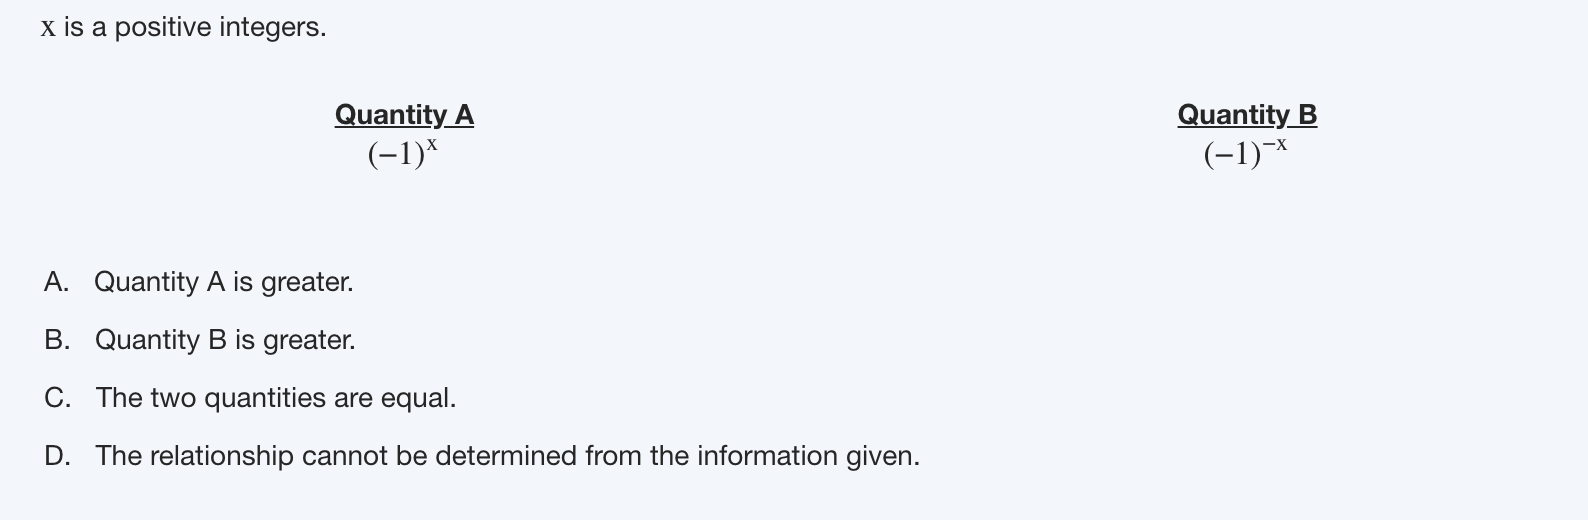 x is a positive integers.
Quantity A Quantity B
(−1)ˣ (−1)⁻ˣ
A. Quantity A is greater.
B. Quantity B is greater.
C. The two quantities are equal.
D. The relationship cannot be determined from the information given.